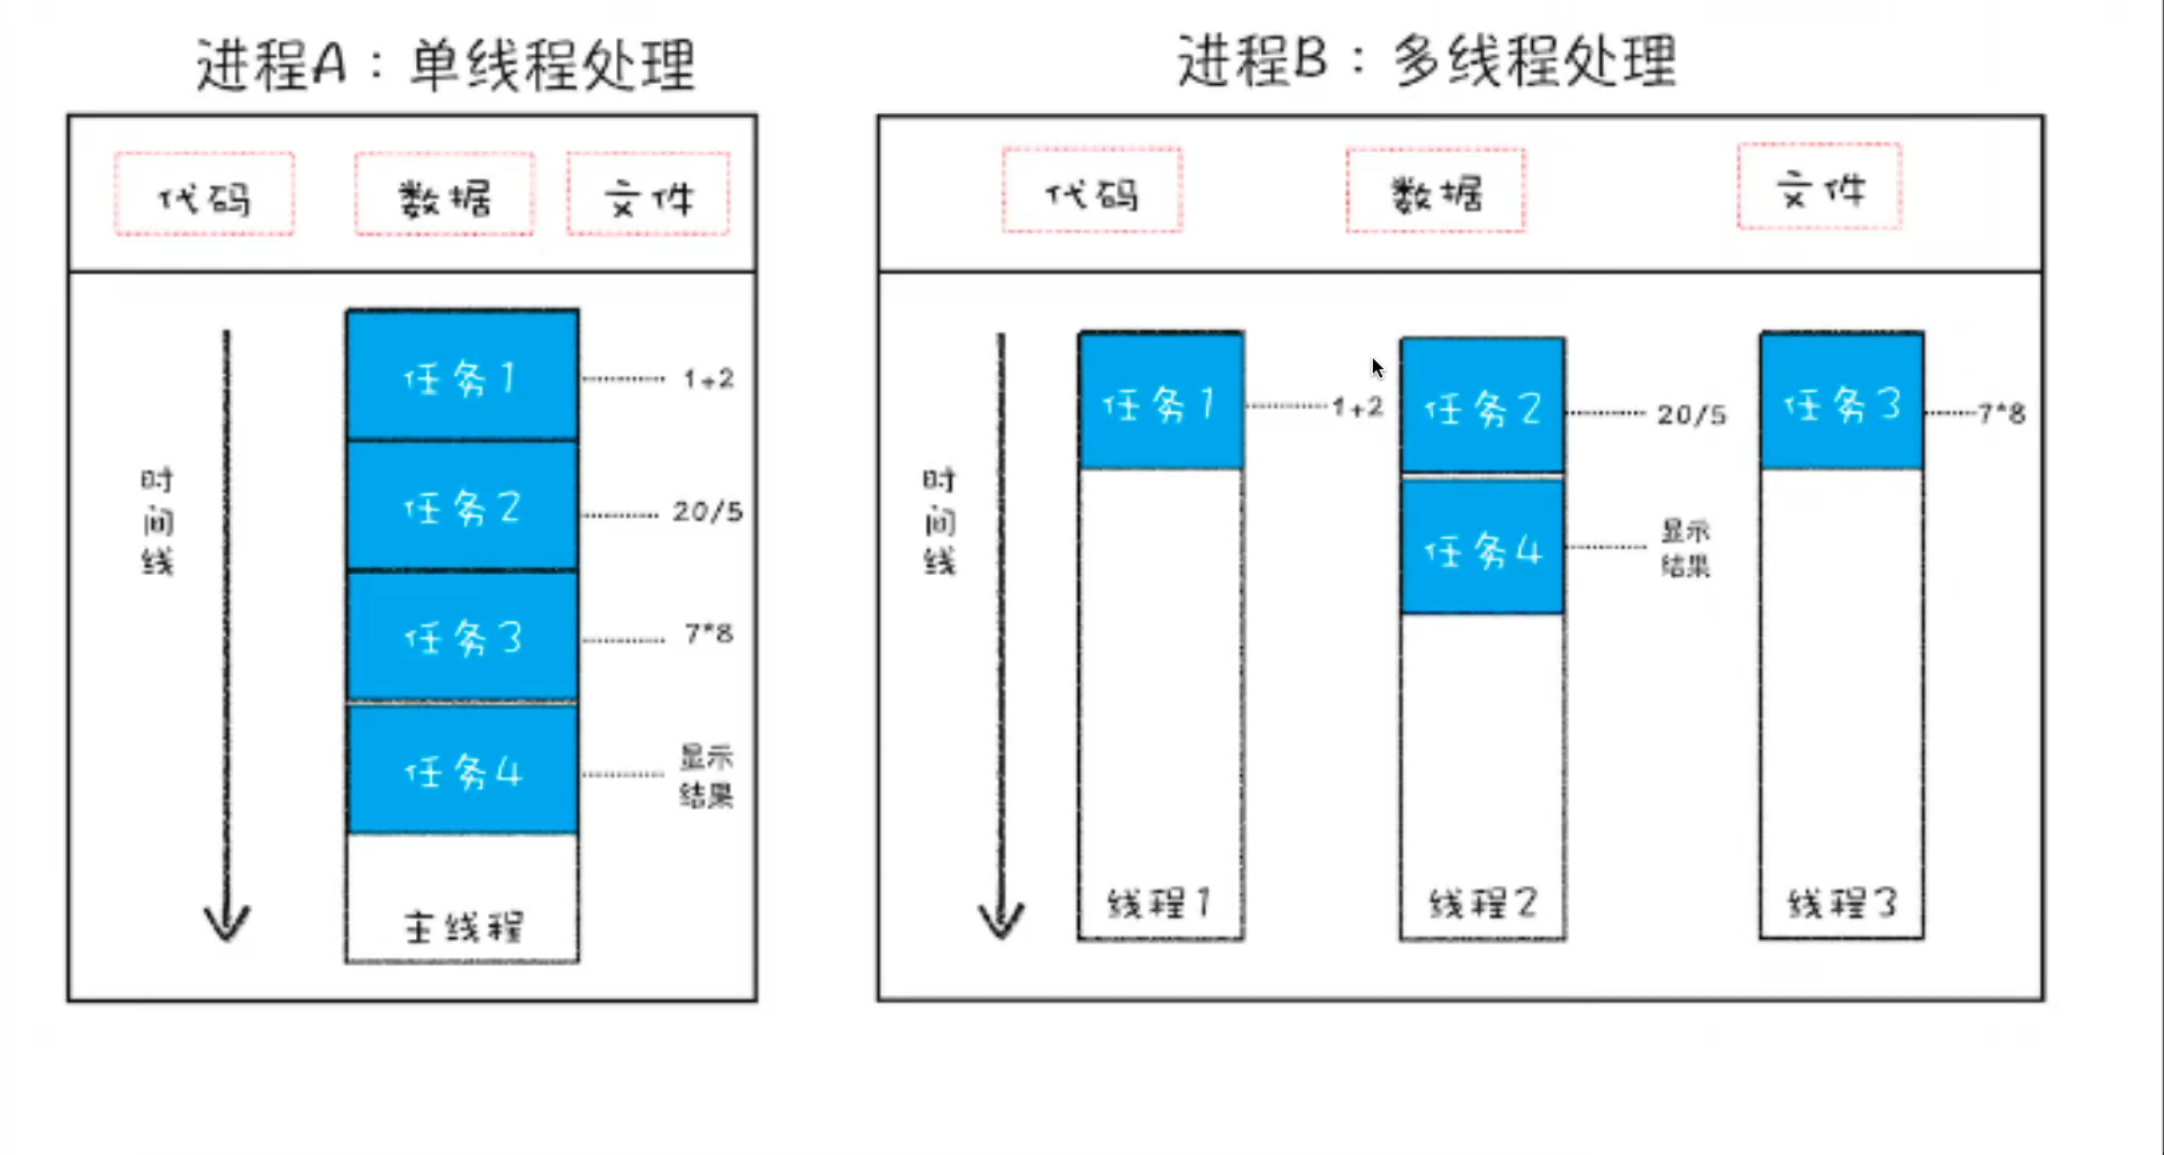 进程A：单线程处理
代码
数据
文件
时
间
线
任务1
1+2
任务2
20/5
任务3
7*8
任务4
显示
结果
主线程
进程B：多线程处理
代码
数据
文件
时
间
线
任务1
1+2
任务2
20/5
任务3
7*8
任务4
显示
结果
线程1
线程2
线程3